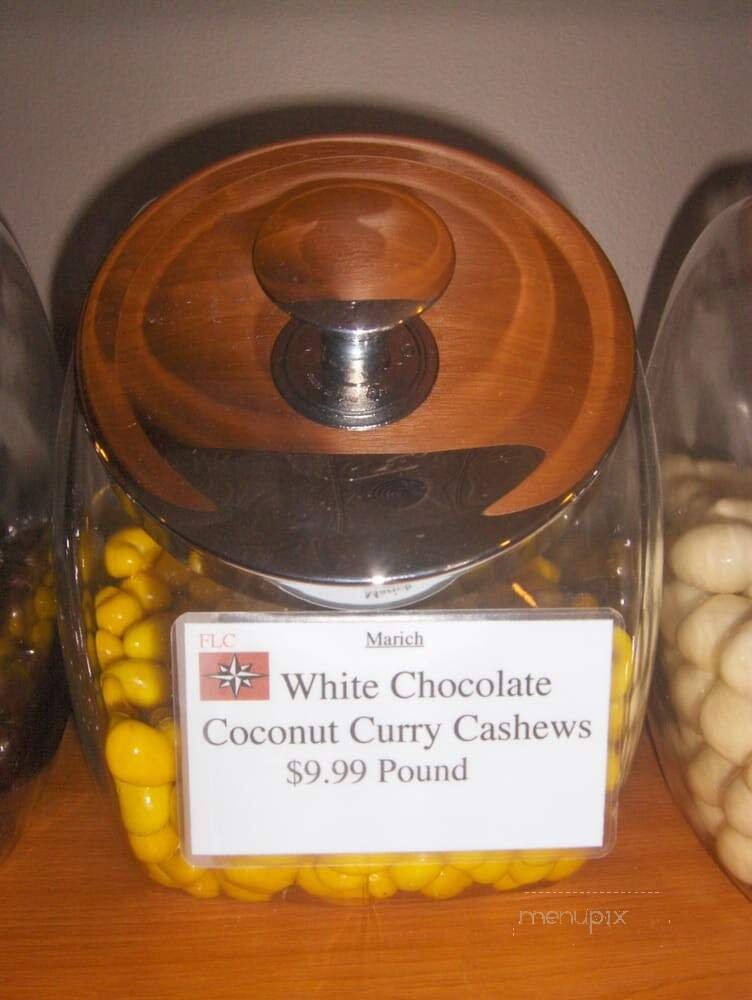 FLC
Marich
White Chocolate
Coconut Curry Cashews
$9.99 Pound
menupix